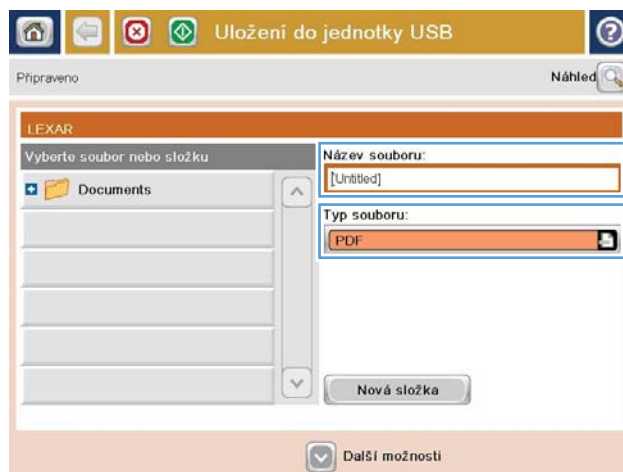 Uložení do jednotky USB
Připraveno
Náhled
LEXAR
Vyberte soubor nebo složku
Documents
Název souboru:
[Untitled]
Typ souboru:
PDF
Nová složka
Další možnosti